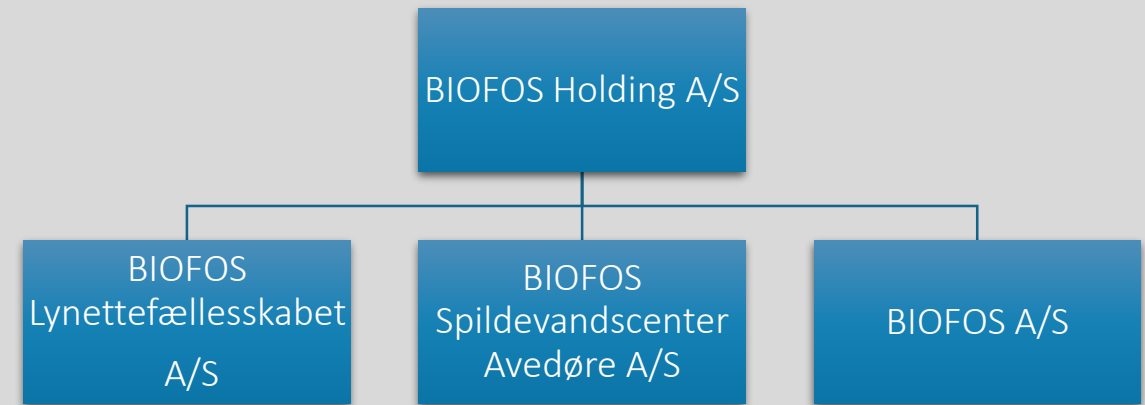 BIOFOS Holding A/S
BIOFOS
Lynettefællesskabet
A/S
BIOFOS
Spildevandscenter
Avedøre A/S
BIOFOS A/S